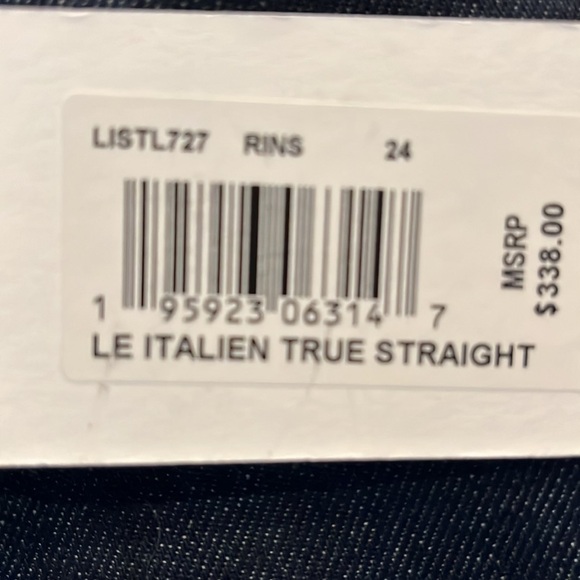 LISTL727 RINS 24
1 95923 06314 7
LE ITALIEN TRUE STRAIGHT
MSRP
$338.00